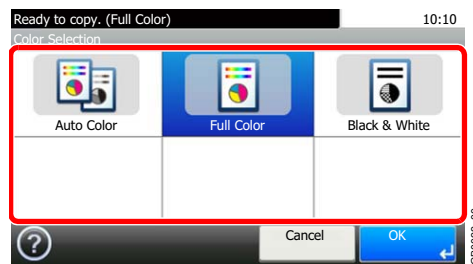 Ready to copy. (Full Color) 10:10
Color Selection
Auto Color Full Color Black & White
? Cancel OK